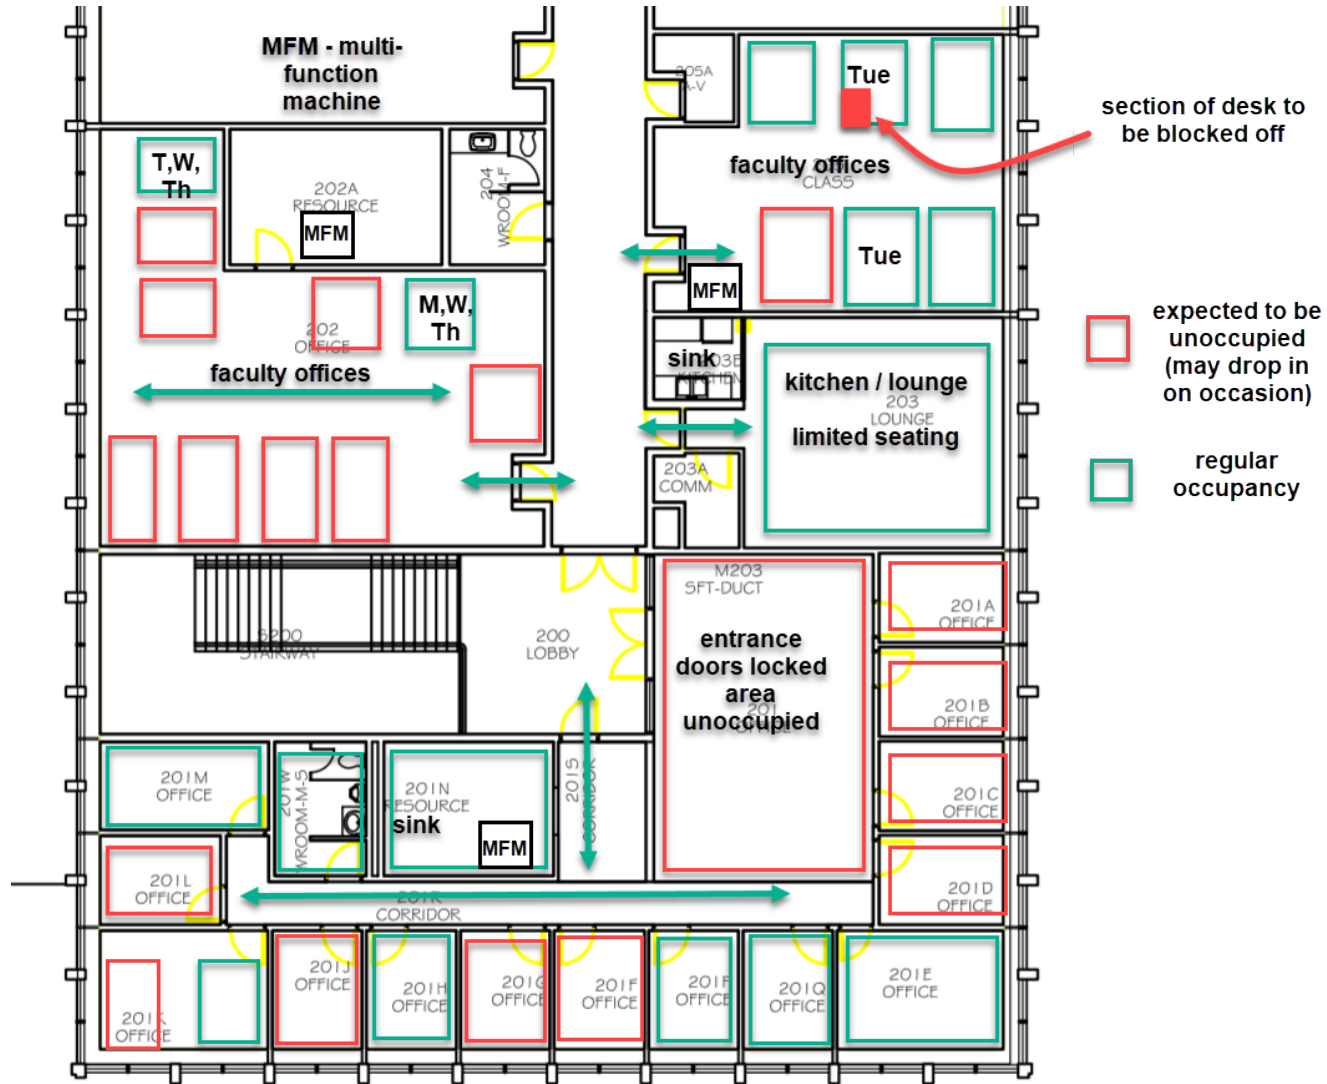 MFM - multi-
function
machine
205A
A-V
Tue
section of desk to
be blocked off
T,W,
Th
202A
RESOURCE
MFM
204
WROOM-F
faculty offices
CLASS
Tue
MFM
M,W,
Th
202
OFFICE
faculty offices
sink
203B
KITCHEN
kitchen / lounge
203
LOUNGE
limited seating
expected to be
unoccupied
(may drop in
on occasion)
203A
COMM
regular
occupancy
M203
SFT-DUCT
201A
OFFICE
S200
STAIRWAY
200
LOBBY
entrance
doors locked
area
unoccupied
201
OFFICE
201B
OFFICE
201M
OFFICE
201W
WROOM-M-S
201N
RESOURCE
sink
MFM
201S
CORRIDOR
201C
OFFICE
201L
OFFICE
201R
CORRIDOR
201D
OFFICE
201K
OFFICE
201J
OFFICE
201H
OFFICE
201G
OFFICE
201F
OFFICE
OFFICE
201Q
OFFICE
201E
OFFICE